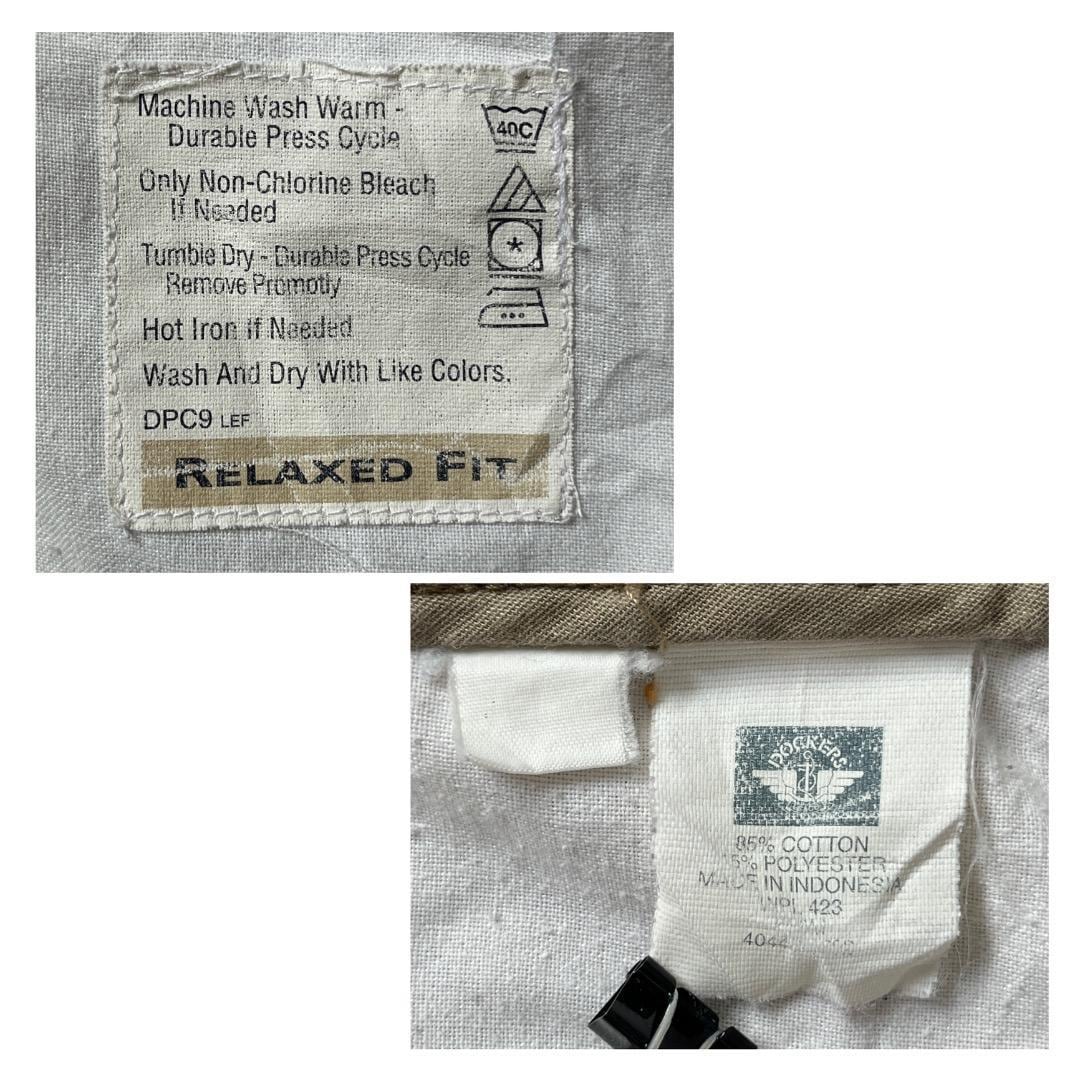 Machine Wash Warm -
Durable Press Cycle
40C
Only Non-Chlorine Bleach
If Needed
Tumble Dry - Durable Press Cycle
Remove Promptly
Hot Iron if Needed
Wash And Dry With Like Colors.
DPC9 LEF
RELAXED FIT
DOCKERS
85% COTTON
15% POLYESTER
MADE IN INDONESIA
423